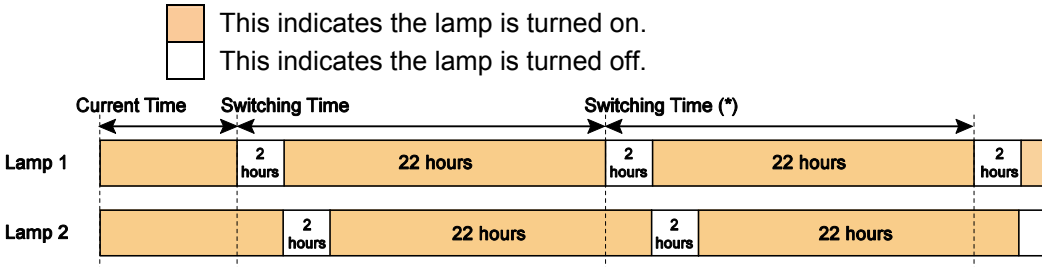 This indicates the lamp is turned on.
This indicates the lamp is turned off.
Current Time Switching Time Switching Time (*)
Lamp 1 2 hours 22 hours 2 hours 22 hours 2 hours
Lamp 2 2 hours 22 hours 2 hours 22 hours